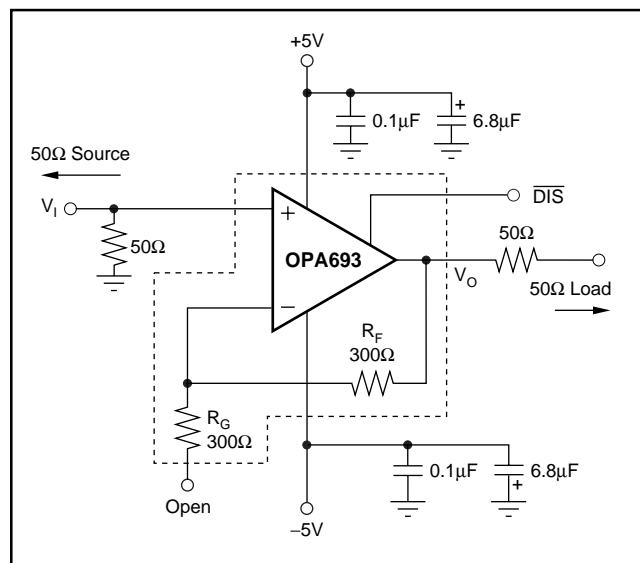 +5V
+
0.1μF
6.8μF
50Ω Source
DIS
V_I
+
50Ω
OPA693
50Ω
V_O
50Ω Load
−
R_F
300Ω
R_G
300Ω
Open
0.1μF
6.8μF
+
−5V